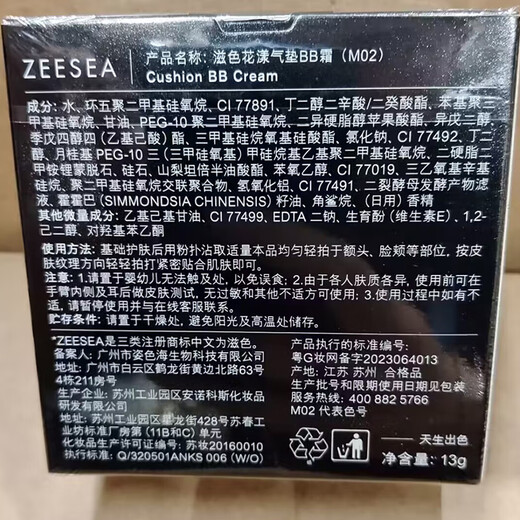 ZEESEA
产品名称：滋色花漾气垫BB霜（M02）
Cushion BB Cream
成分：水、环五聚二甲基硅氧烷、CI 77891、丁二醇二辛酸/二癸酸酯、苯基聚三
甲基硅氧烷、甘油、PEG-10 聚二甲基硅氧烷、二异硬脂醇苹果酸酯、异戊二醇
季戊四醇四（乙基己酸）酯、三甲基硅烷氧基硅酸酯、氯化钠、CI 77492、丁二
醇、月桂基 PEG-10 三（三甲硅氧基）甲硅烷基乙基聚二甲基硅氧烷、二硬脂二
甲铵锂蒙脱石、硅石、山梨坦倍半油酸酯、苯氧乙醇、CI 77019、三乙氧基辛基硅
烷、聚二甲基硅氧烷交联聚合物、氢氧化铝、CI 77491、二裂酵母发酵产物滤
液、霍霍巴（SIMMONDSIA CHINENSIS）籽油、角鲨烷、（日用）香精
其他微量成分：乙基己基甘油、CI 77499、EDTA 二钠、生育酚（维生素E）、1,2-
己二醇、对羟基苯乙酮
使用方法：基础护肤后用粉扑沾取适量本品均匀轻拍于额头、脸颊等部位，按皮
肤纹理方向轻轻拍打紧密贴合肌肤即可。
注意：1.请置于婴幼儿无法触及处，以免误食；2.由于各人肤质各异，使用前可在
手臂内侧及耳后做皮肤测试，无过敏和其他不适方可使用；3.使用过程中如有不
适，请停止使用并与在线客服联系。
贮存条件：请置于干燥处，避免阳光及高温处储存。
*ZEESEA是三类注册商标中文为滋色。
备案人：广州市姿色海生物科技有限公司
地址：广州市白云区鹤龙街黄边北路63号
4栋211房号
生产企业：苏州工业园区安诺科斯化妆品
研发有限公司
地址：苏州工业园区星龙街428号苏春工
业坊标准厂房第（11B和C）单元
化妆品生产许可证编号：苏妆20160010
执行标准：Q/320501ANKS 006 (W/O)
产品执行的标准编号：
粤G妆网备字2023064013
产地：江苏 苏州 合格品
生产批号和限期使用日期见包装
服务热线：400 882 5766
M02 代表色号
天生出色
净含量：13g